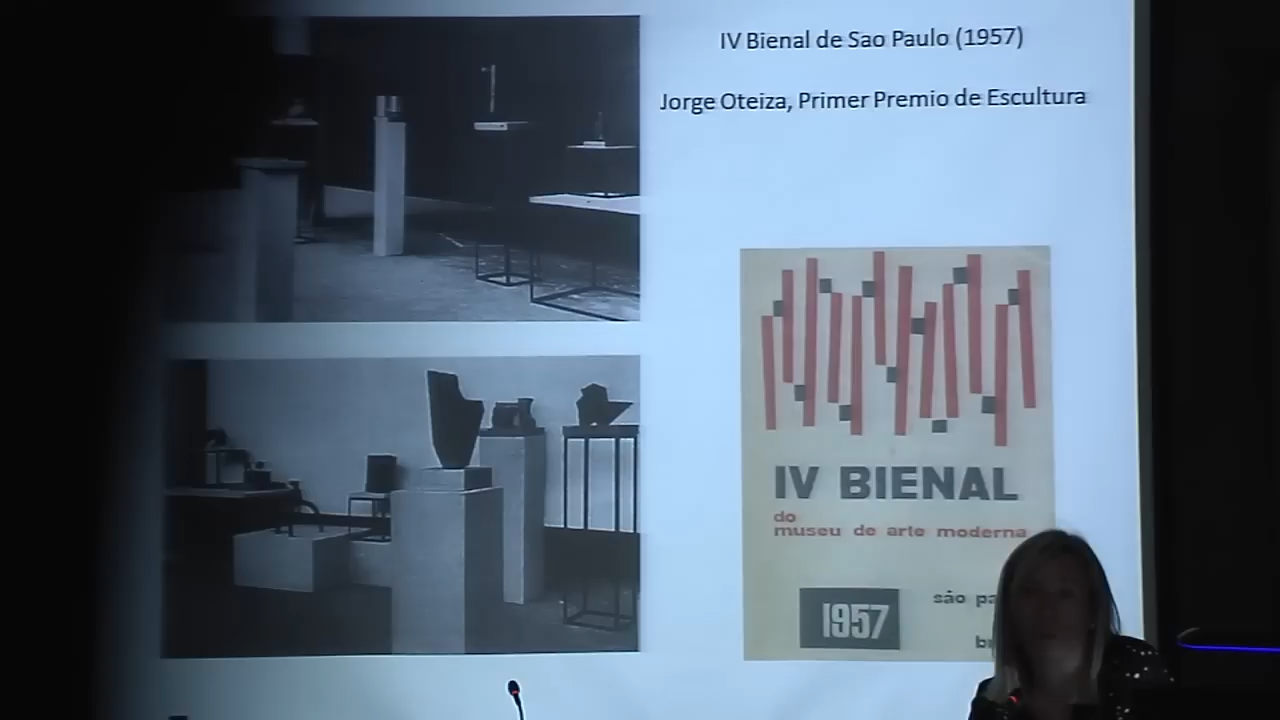 IV Bienal de Sao Paulo (1957)
Jorge Oteiza, Primer Premio de Escultura
IV BIENAL
do
museu de arte moderna
1957
são